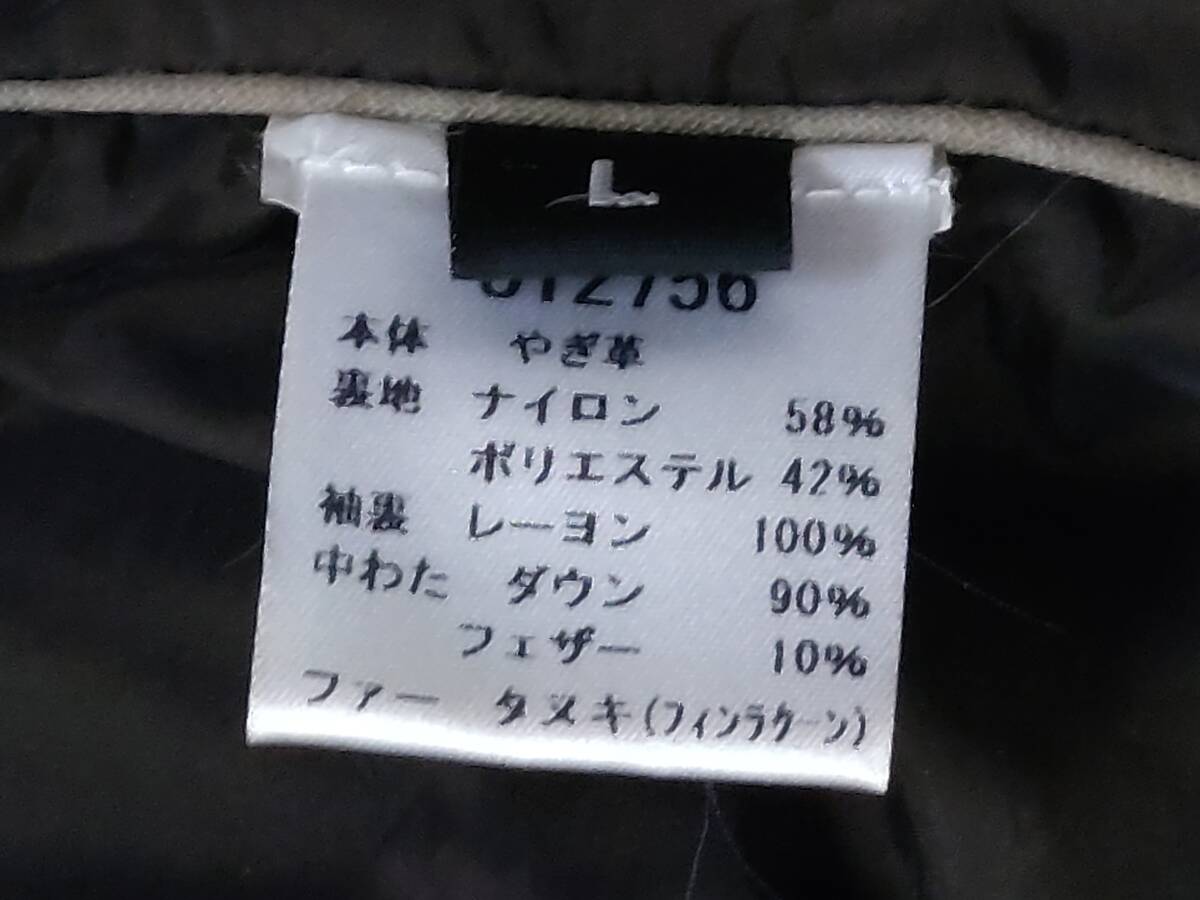 L
本体 やぎ革
裏地 ナイロン 58%
ポリエステル 42%
袖裏 レーヨン 100%
中わた ダウン 90%
フェザー 10%
ファー タヌキ(フィンラクーン)